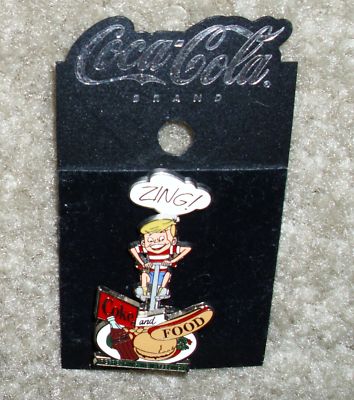 Coca-Cola®
BRAND
ZING!
Coke
and
FOOD